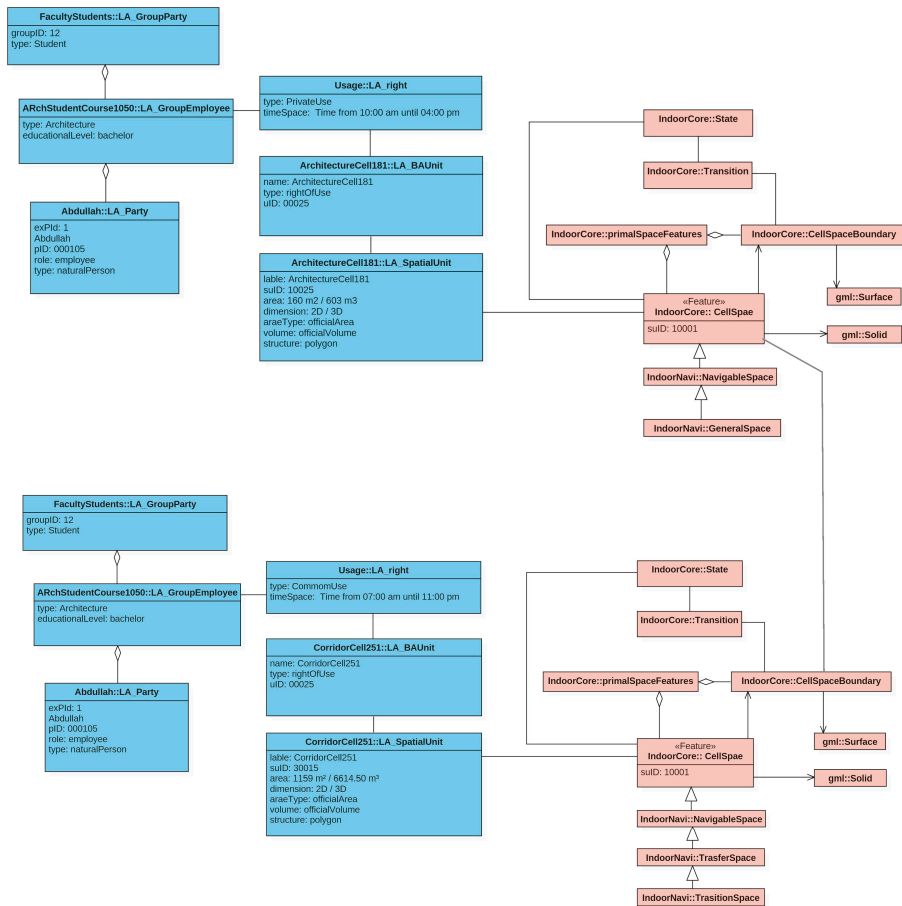 FacultyStudents::LA_GroupParty
groupID: 12
type: Student
ARchStudentCourse1050::LA_GroupEmployee
type: Architecture
educationalLevel: bachelor
Abdullah::LA_Party
exPId: 1
Abdullah
pID: 000105
role: employee
type: naturalPerson
Usage::LA_right
type: PrivateUse
timeSpace:  Time from 10:00 am until 04:00 pm
ArchitectureCell181::LA_BAUnit
name: ArchitectureCell181
type: rightOfUse
uID: 00025
ArchitectureCell181::LA_SpatialUnit
lable: ArchitectureCell181
suID: 10025
area: 160 m2 / 603 m3
dimension: 2D / 3D
araeType: officialArea
volume: officialVolume
structure: polygon
IndoorCore::State
IndoorCore::Transition
IndoorCore::primalSpaceFeatures
IndoorCore::CellSpaceBoundary
gml::Surface
«Feature»
IndoorCore:: CellSpae
suID: 10001
gml::Solid
IndoorNavi::NavigableSpace
IndoorNavi::GeneralSpace
FacultyStudents::LA_GroupParty
groupID: 12
type: Student
ARchStudentCourse1050::LA_GroupEmployee
type: Architecture
educationalLevel: bachelor
Abdullah::LA_Party
exPId: 1
Abdullah
pID: 000105
role: employee
type: naturalPerson
Usage::LA_right
type: CommomUse
timeSpace:  Time from 07:00 am until 11:00 pm
CorridorCell251::LA_BAUnit
name: CorridorCell251
type: rightOfUse
uID: 00025
CorridorCell251::LA_SpatialUnit
lable: CorridorCell251
suID: 30015
area: 1159 m² / 6614.50 m³
dimension: 2D / 3D
araeType: officialArea
volume: officialVolume
structure: polygon
IndoorCore::State
IndoorCore::Transition
IndoorCore::primalSpaceFeatures
IndoorCore::CellSpaceBoundary
gml::Surface
«Feature»
IndoorCore:: CellSpae
suID: 10001
gml::Solid
IndoorNavi::NavigableSpace
IndoorNavi::TrasferSpace
IndoorNavi::TrasitionSpace